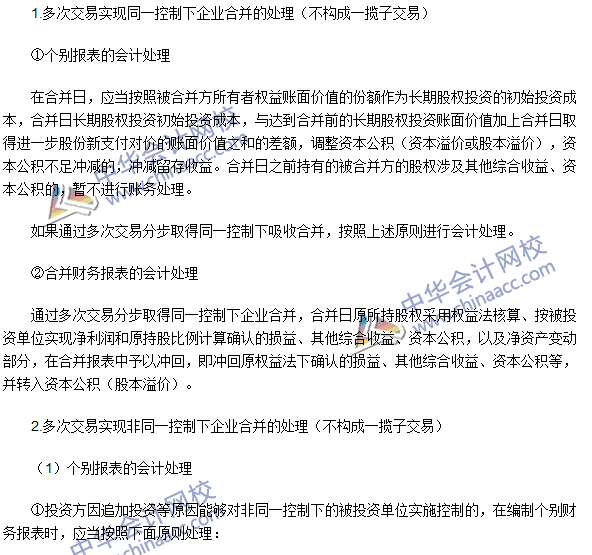 1.多次交易实现同一控制下企业合并的处理（不构成一揽子交易）
①个别报表的会计处理
在合并日，应当按照被合并方所有者权益账面价值的份额作为长期股权投资的初始投资成
本，合并日长期股权投资初始投资成本，与达到合并前的长期股权投资账面价值加上合并日取
得进一步股份新支付对价的账面价值之和的差额，调整资本公积（资本溢价或股本溢价），资
本公积不足冲减的，冲减留存收益。合并日之前持有的被合并方的股权涉及其他综合收益、资
本公积的，暂不进行账务处理。
如果通过多次交易分步取得同一控制下吸收合并，按照上述原则进行会计处理。
②合并财务报表的会计处理
通过多次交易分步取得同一控制下企业合并，合并日原所持股权采用权益法核算、按被投
资单位实现净利润和原持股比例计算确认的损益、其他综合收益、资本公积，以及净资产变动
部分，在合并报表中予以冲回，即冲回原权益法下确认的损益、其他综合收益、资本公积等，
并转入资本公积（股本溢价）。
2.多次交易实现非同一控制下企业合并的处理（不构成一揽子交易）
（1）个别报表的会计处理
①投资方因追加投资等原因能够对非同一控制下的被投资单位实施控制的，在编制个别财
务报表时，应当按照下面原则处理：
中华会计网校
www.chinaacc.com
中华会计网校
www.chinaacc.com
中华会计网校